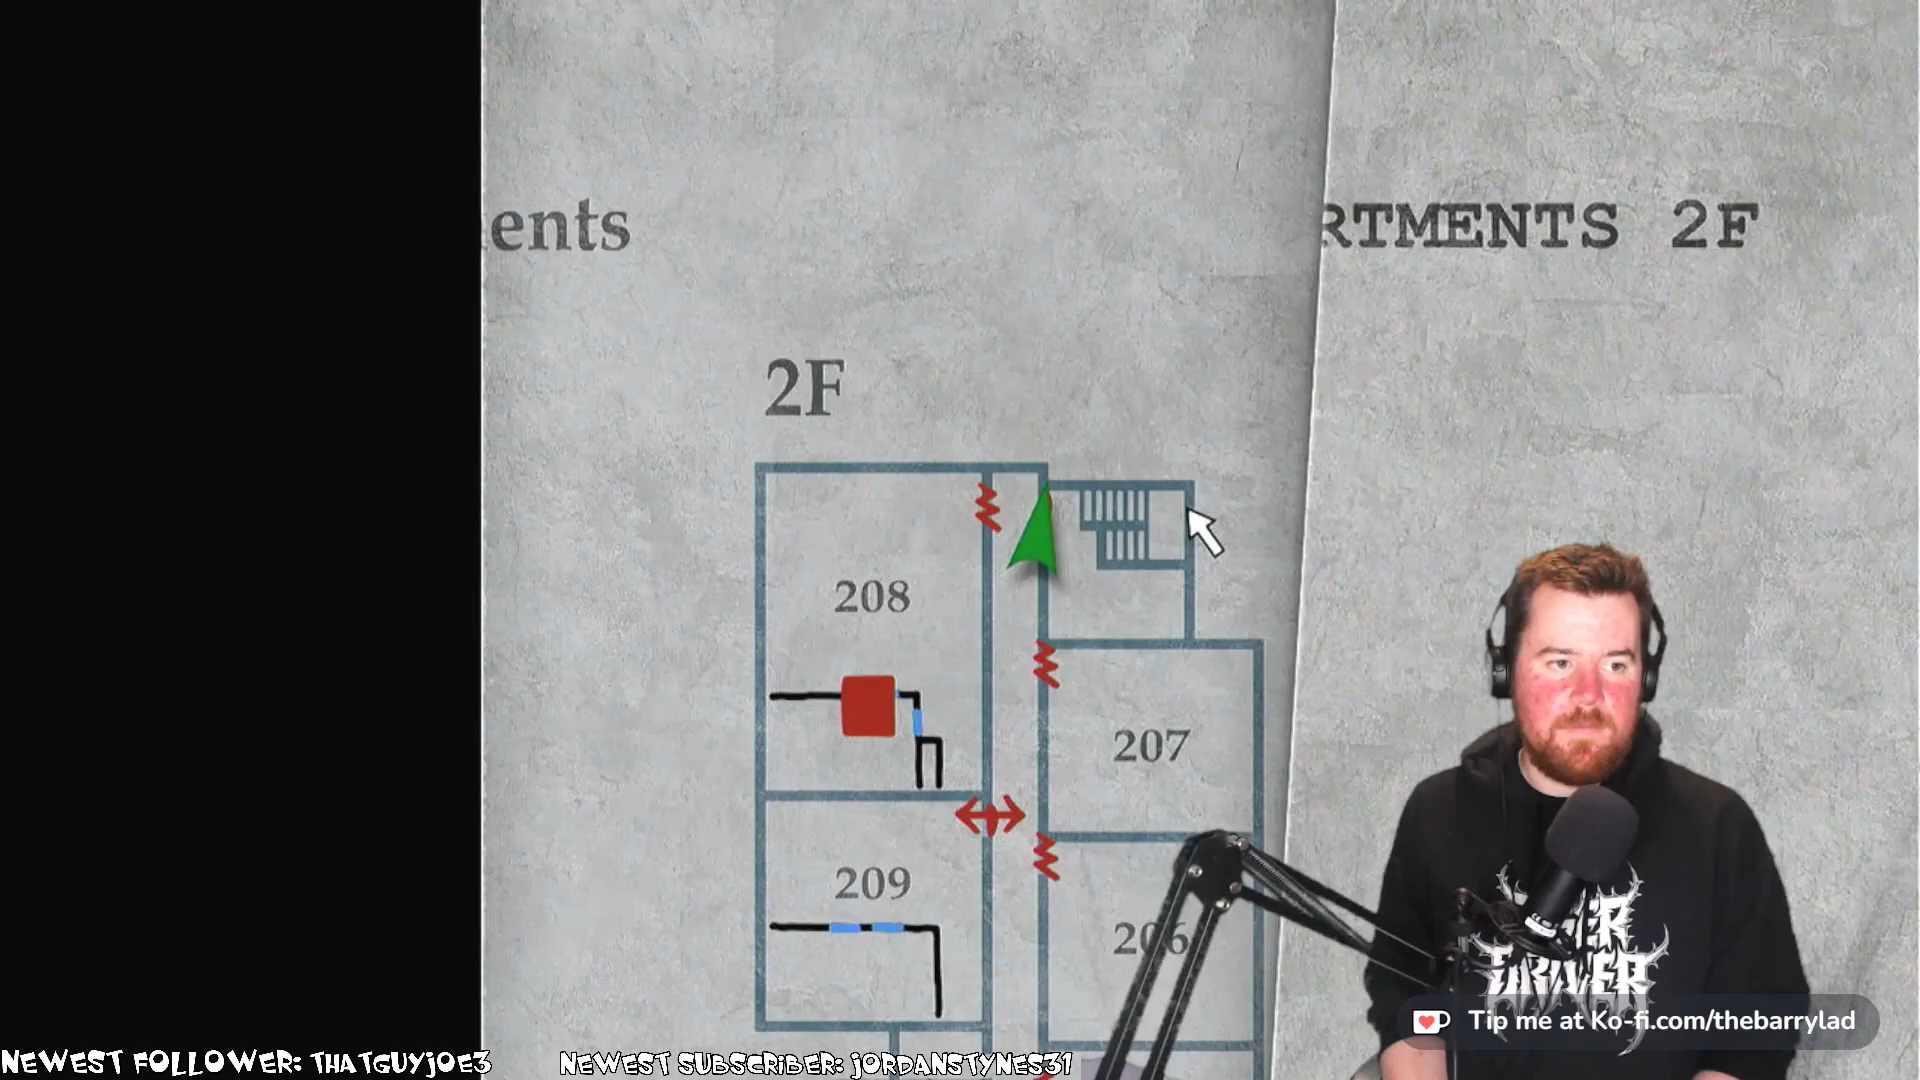 ents
RTMENTS 2F
2F
208
207
209
206
Tip me at Ko-fi.com/thebarrylad
NEWEST FOLLOWER: THATGUYJOE3
NEWEST SUBSCRIBER: JORDANSTYNES31